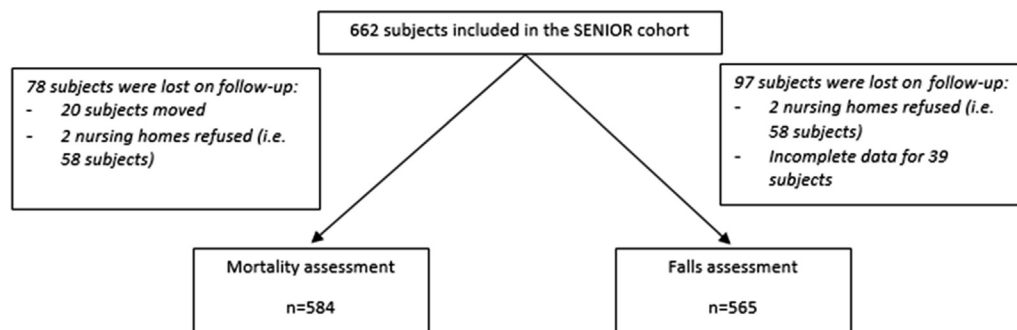 662 subjects included in the SENIOR cohort
78 subjects were lost on follow-up:
- 20 subjects moved
- 2 nursing homes refused (i.e.
58 subjects)
97 subjects were lost on follow-up:
- 2 nursing homes refused (i.e.
58 subjects)
- Incomplete data for 39
subjects
Mortality assessment
n=584
Falls assessment
n=565